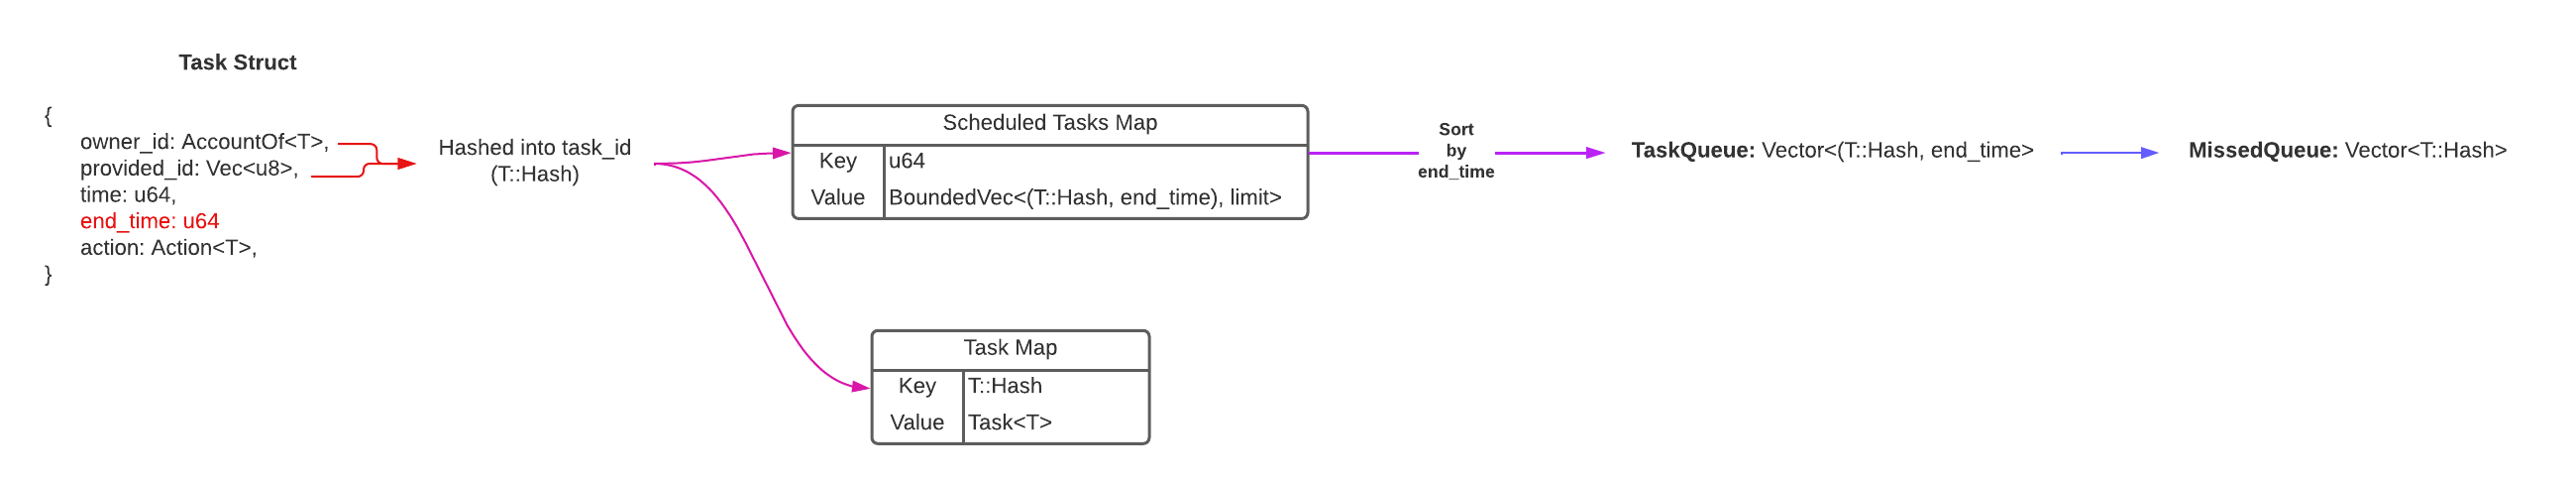 Task Struct
{
owner_id: AccountOf<T>,
provided_id: Vec<u8>,
time: u64,
end_time: u64
action: Action<T>,
}
Hashed into task_id
(T::Hash)
Scheduled Tasks Map
Key u64
Value BoundedVec<(T::Hash, end_time), limit>
Task Map
Key T::Hash
Value Task<T>
Sort
by
end_time
TaskQueue: Vector<(T::Hash, end_time>
MissedQueue: Vector<T::Hash>